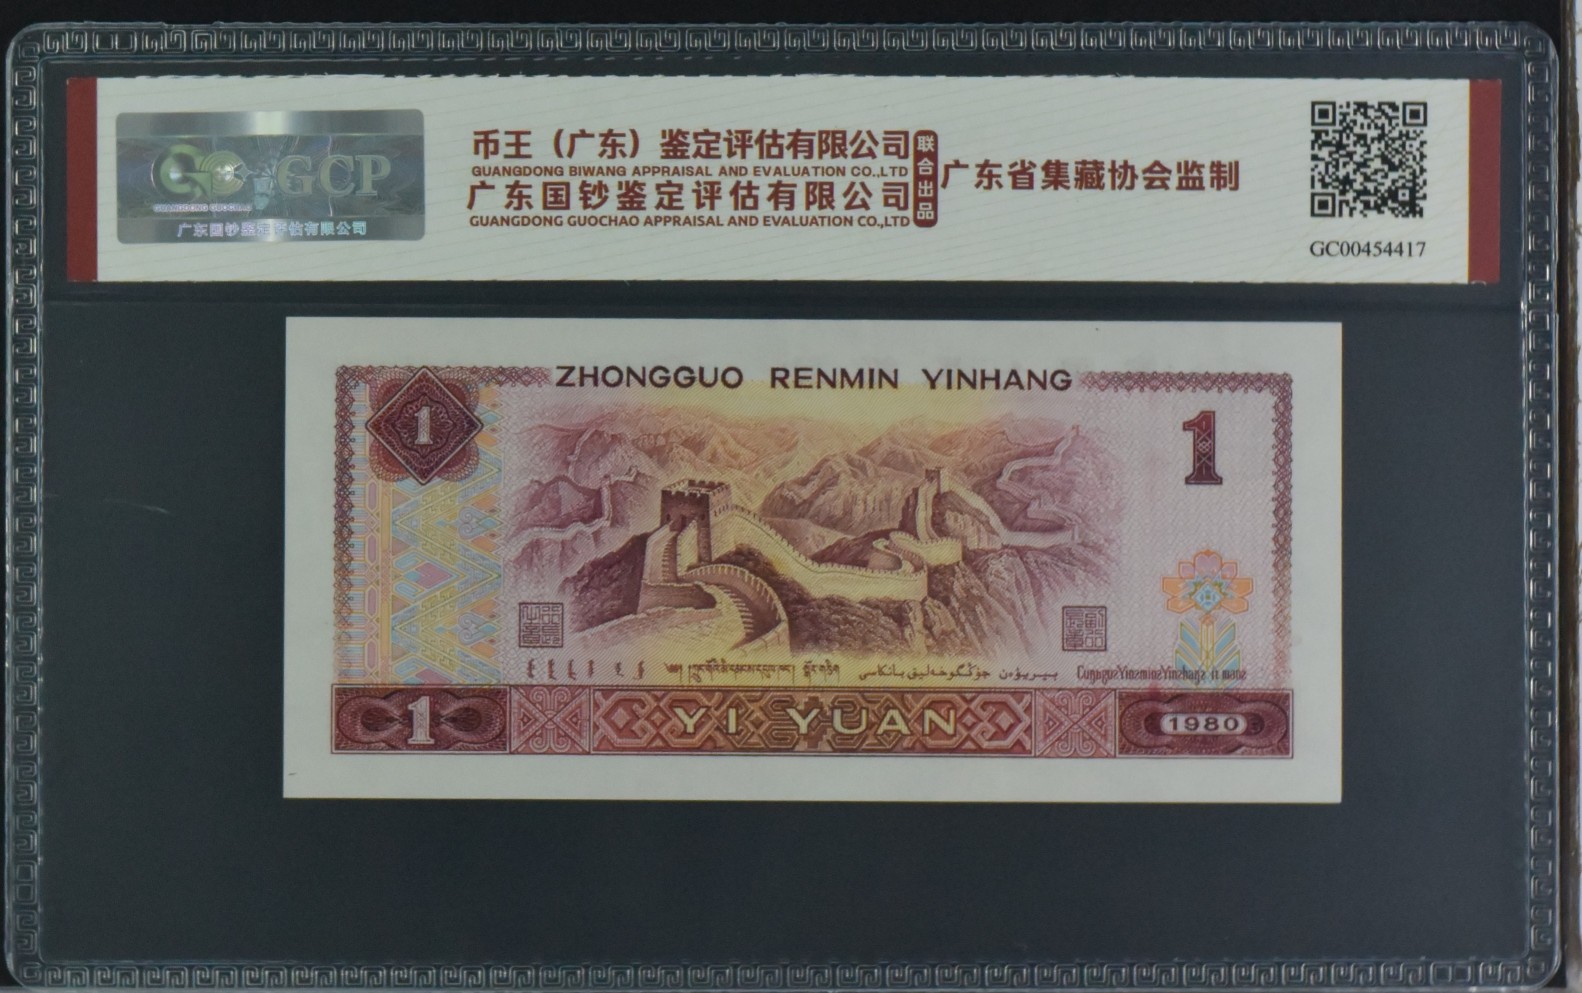 GCP
广东国钞鉴定评估有限公司
币王（广东）鉴定评估有限公司
GUANGDONG BIWANG APPRAISAL AND EVALUATION CO.,LTD
广东国钞鉴定评估有限公司
GUANGDONG GUOCHAO APPRAISAL AND EVALUATION CO.,LTD
联合出品
广东省集藏协会监制
GC00454417
ZHONGGUO RENMIN YINHANG
1
1
1
YI YUAN
1980